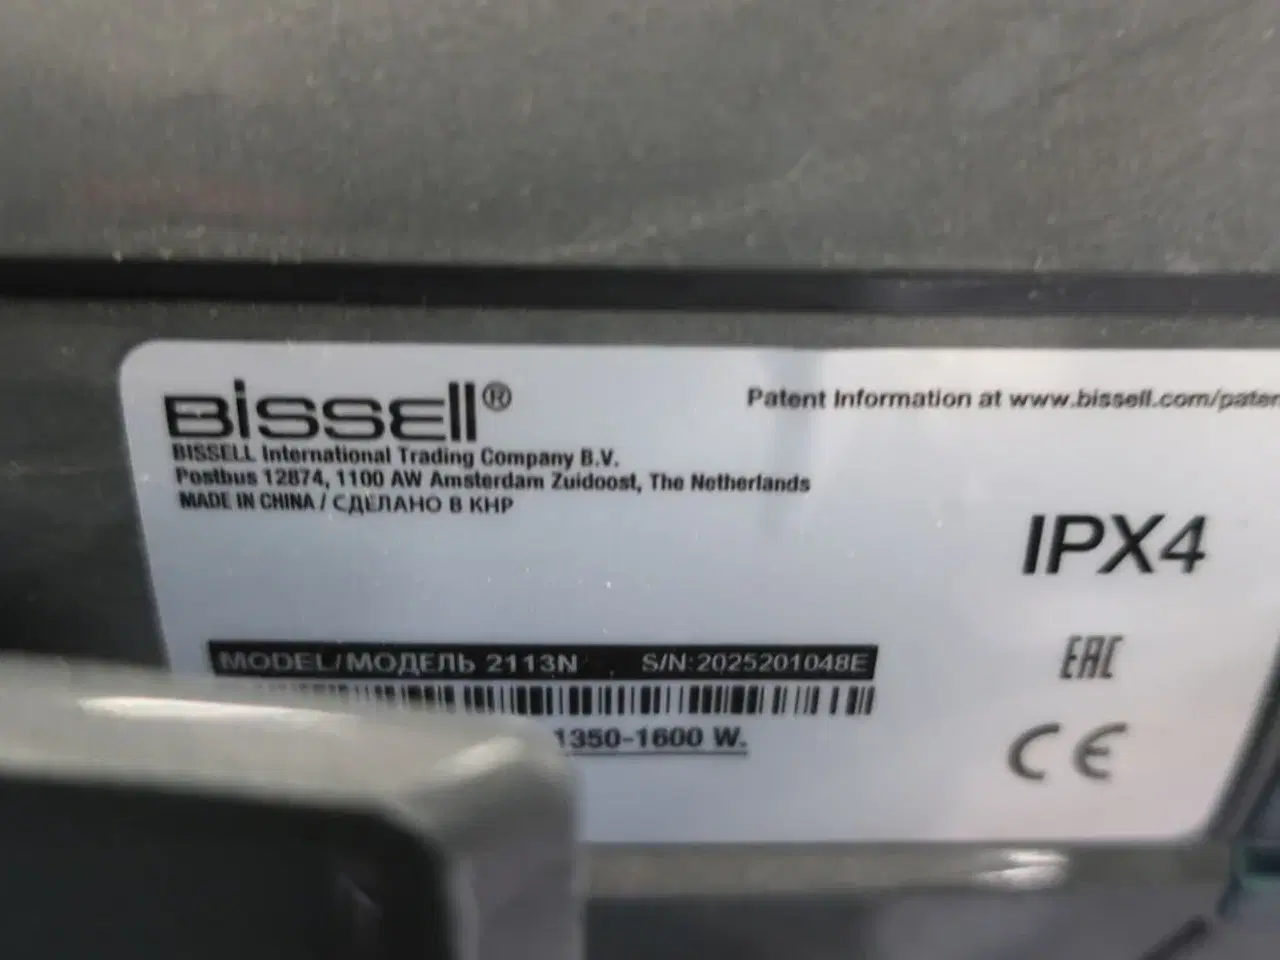 BISSELL®
Patent Information at www.bissell.com/paten
BISSELL International Trading Company B.V.
Postbus 12874, 1100 AW Amsterdam Zuidoost, The Netherlands
MADE IN CHINA / СДЕЛАНО В КНР
IPX4
EAC
MODEL/МОДЕЛЬ 2113N S/N:2025201048E
1350-1600 W.
CE